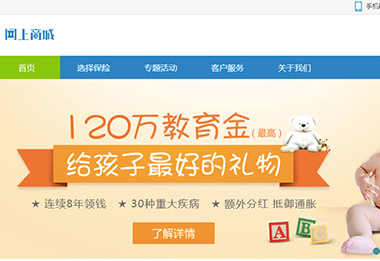 手机
网上商城
首页 选择保险 专题活动 客户服务 关于我们
120万教育金(最高)
给孩子最好的礼物
★ 连续8年领钱 ★ 30种重大疾病 ★ 额外分红 抵御通胀
了解详情
A B C